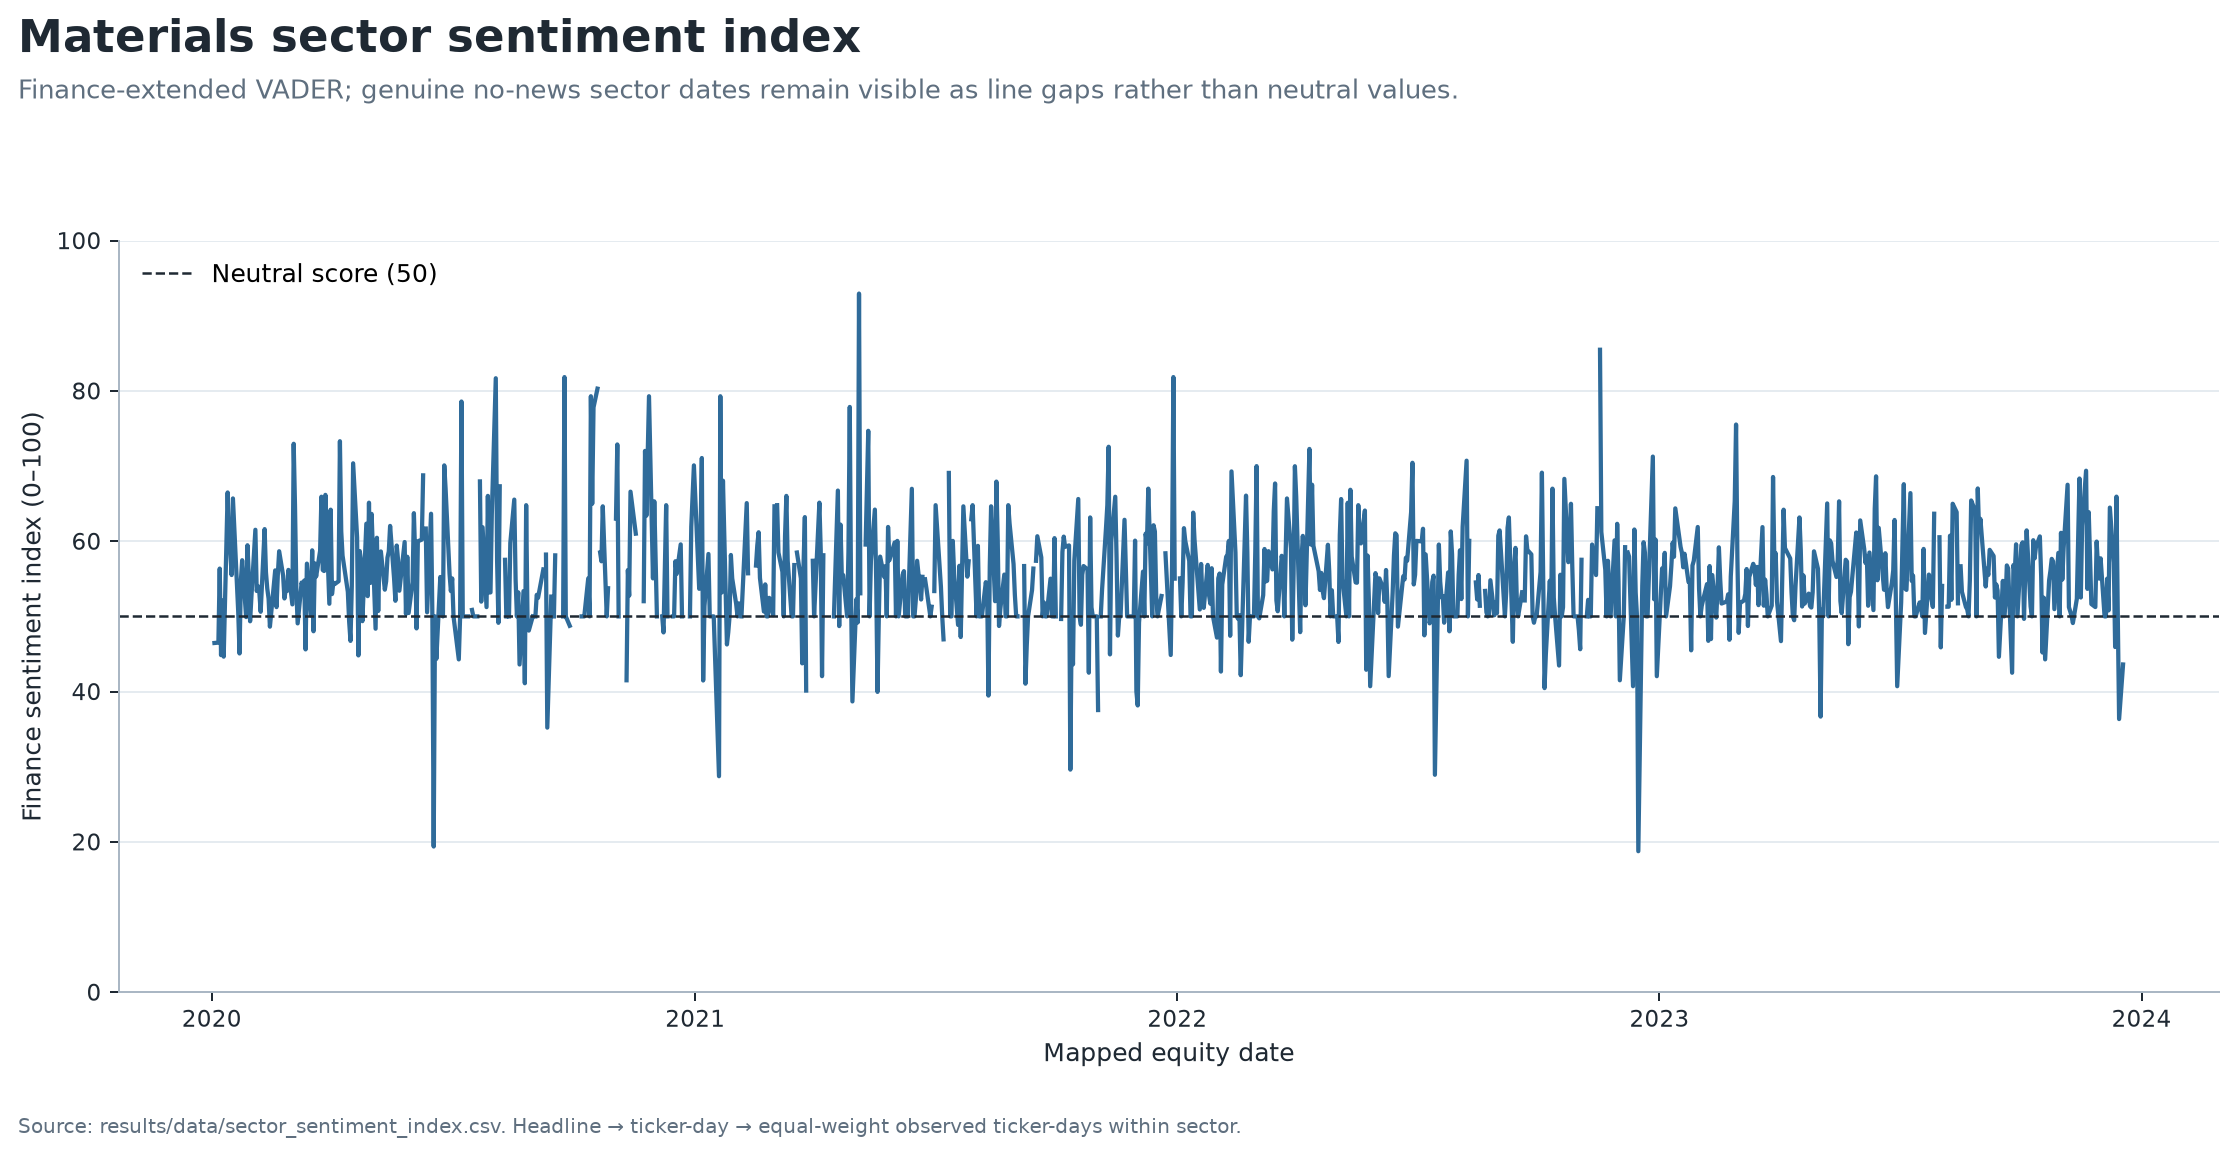 Materials sector sentiment index
Finance-extended VADER; genuine no-news sector dates remain visible as line gaps rather than neutral values.
100
80
60
40
20
0
Neutral score (50)
Finance sentiment index (0–100)
2020
2021
2022
2023
2024
Mapped equity date
Source: results/data/sector_sentiment_index.csv. Headline → ticker-day → equal-weight observed ticker-days within sector.